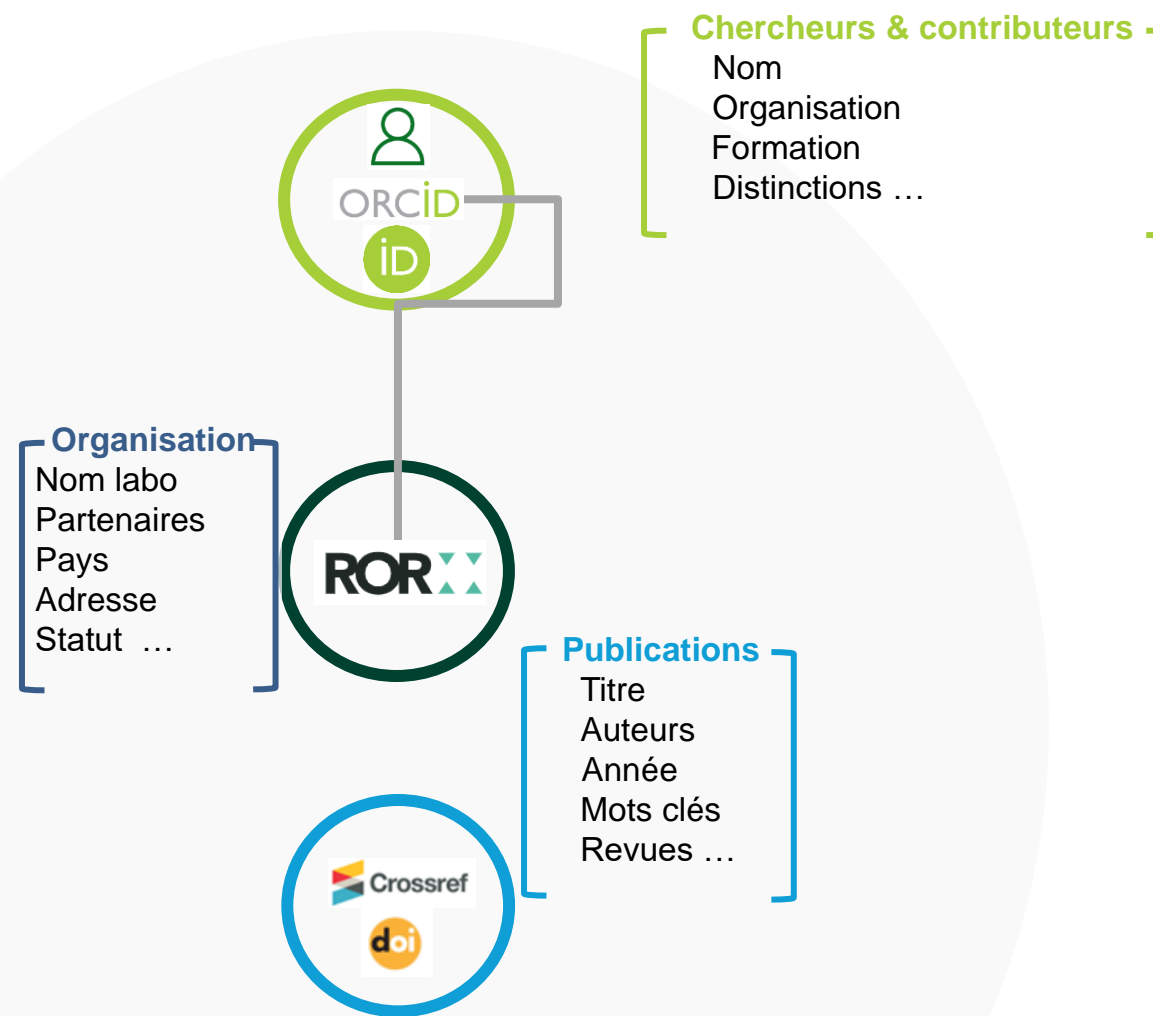 Chercheurs & contributeurs
Nom
Organisation
Formation
Distinctions …
ORCiD
iD
Organisation
Nom labo
Partenaires
Pays
Adresse
Statut …
ROR
Publications
Titre
Auteurs
Année
Mots clés
Revues …
Crossref
doi